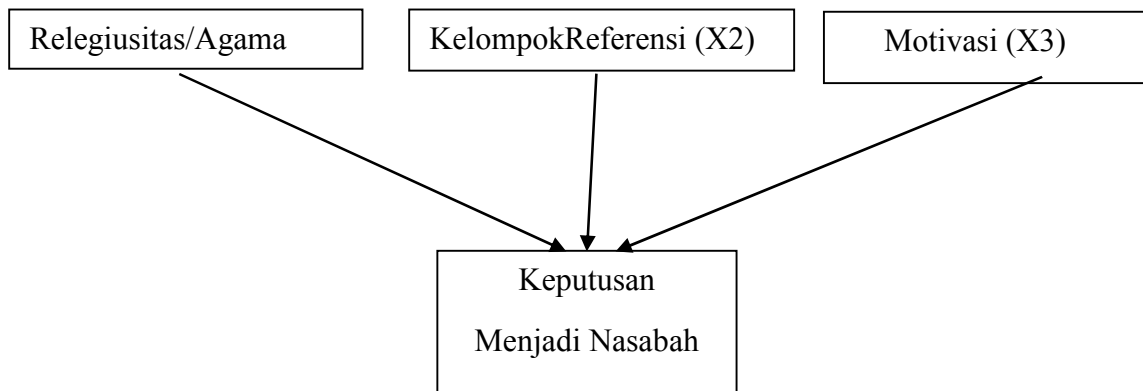 Relegiusitas/Agama
KelompokReferensi (X2)
Motivasi (X3)
Keputusan
Menjadi Nasabah